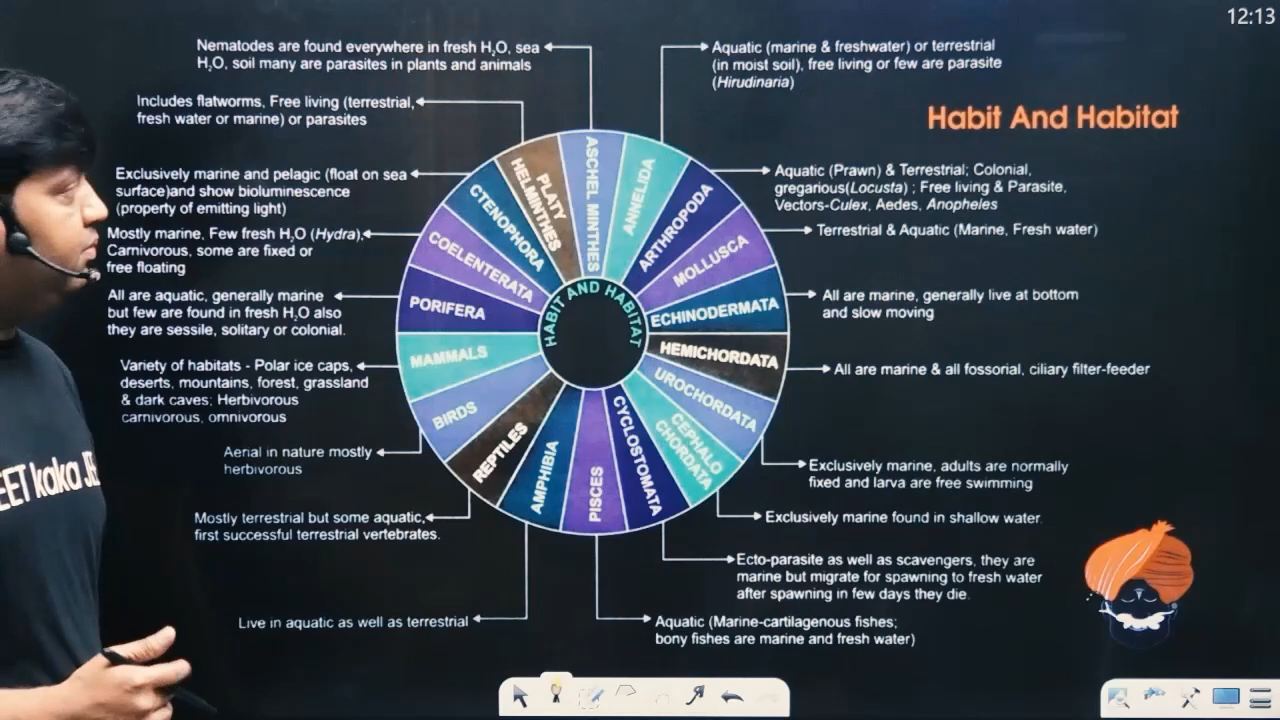 12:13
Habit And Habitat
Nematodes are found everywhere in fresh H₂O, sea
H₂O, soil many are parasites in plants and animals
Includes flatworms, Free living (terrestrial,
fresh water or marine) or parasites
Exclusively marine and pelagic (float on sea
surface)and show bioluminescence
(property of emitting light)
Mostly marine, Few fresh H₂O (Hydra),
Carnivorous, some are fixed or
free floating
All are aquatic, generally marine
but few are found in fresh H₂O also
they are sessile, solitary or colonial.
Variety of habitats - Polar ice caps,
deserts, mountains, forest, grassland
& dark caves; Herbivorous
carnivorous, omnivorous
Aerial in nature mostly
herbivorous
Mostly terrestrial but some aquatic,
first successful terrestrial vertebrates.
Live in aquatic as well as terrestrial
Aquatic (marine & freshwater) or terrestrial
(in moist soil), free living or few are parasite
(Hirudinaria)
Aquatic (Prawn) & Terrestrial; Colonial,
gregarious(Locusta) ; Free living & Parasite,
Vectors-Culex, Aedes, Anopheles
Terrestrial & Aquatic (Marine, Fresh water)
All are marine, generally live at bottom
and slow moving
All are marine & all fossorial, ciliary filter-feeder
Exclusively marine, adults are normally
fixed and larva are free swimming
Exclusively marine found in shallow water.
Ecto-parasite as well as scavengers, they are
marine but migrate for spawning to fresh water
after spawning in few days they die.
Aquatic (Marine-cartilagenous fishes;
bony fishes are marine and fresh water)
ASCHEL MINTHES
ANNELIDA
ARTHROPODA
MOLLUSCA
ECHINODERMATA
HEMICHORDATA
UROCHORDATA
CEPHALO
CHORDATA
CYCLOSTOMATA
PISCES
AMPHIBIA
REPTILES
BIRDS
MAMMALS
PORIFERA
COELENTERATA
CTENOPHORA
PLATY
HELMINTHES
HABIT AND HABITAT
EET kaka JE